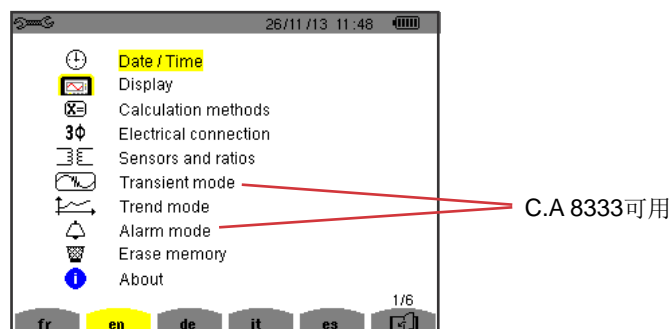 26/11/13 11:48
Date / Time
Display
Calculation methods
3Φ Electrical connection
Sensors and ratios
Transient mode
Trend mode
C.A 8333可用
Alarm mode
Erase memory
About
1/6
fr en de it es